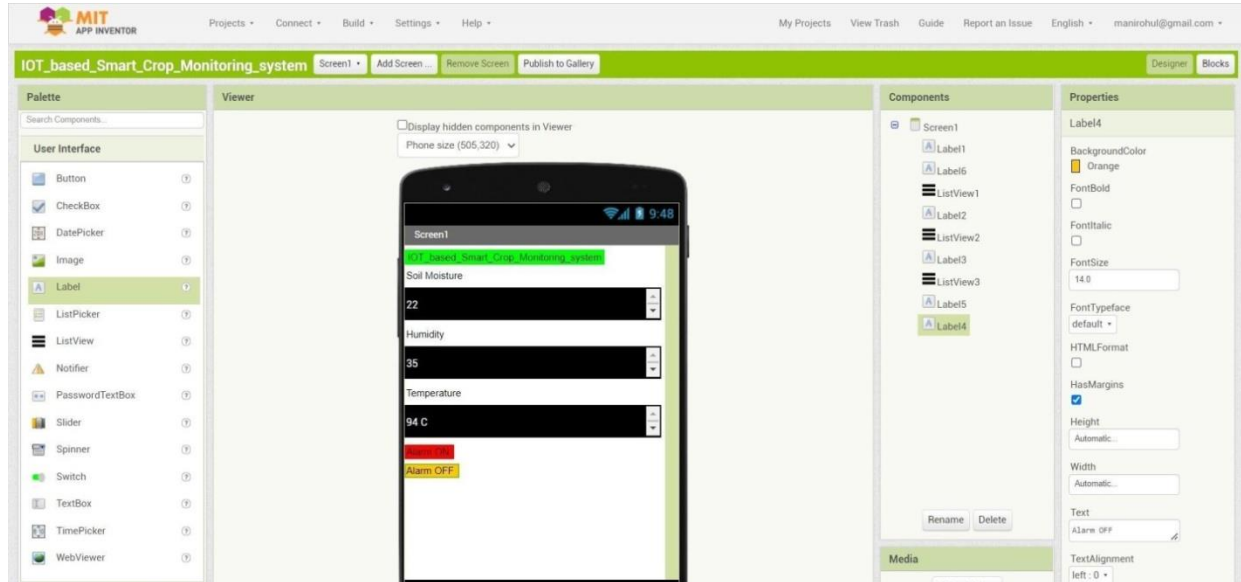 MIT
APP INVENTOR
Projects
Connect
Build
Settings
Help
My Projects
View Trash
Guide
Report an Issue
English
manirohul@gmail.com
IOT_based_Smart_Crop_Monitoring_system
Screen1
Add Screen ...
Remove Screen
Publish to Gallery
Designer
Blocks
Palette
Search Components...
User Interface
Button
CheckBox
DatePicker
Image
Label
ListPicker
ListView
Notifier
PasswordTextBox
Slider
Spinner
Switch
TextBox
TimePicker
WebViewer
Viewer
Display hidden components in Viewer
Phone size (505,320)
9:48
Screen1
IOT_based_Smart_Crop_Monitoring_system
Soil Moisture
22
Humidity
35
Temperature
94 C
Alarm ON
Alarm OFF
Components
Screen1
Label1
Label6
ListView1
Label2
ListView2
Label3
ListView3
Label5
Label4
Rename
Delete
Media
Properties
Label4
BackgroundColor
Orange
FontBold
FontItalic
FontSize
14.0
FontTypeface
default
HTMLFormat
HasMargins
Height
Automatic...
Width
Automatic...
Text
Alarm OFF
TextAlignment
left : 0